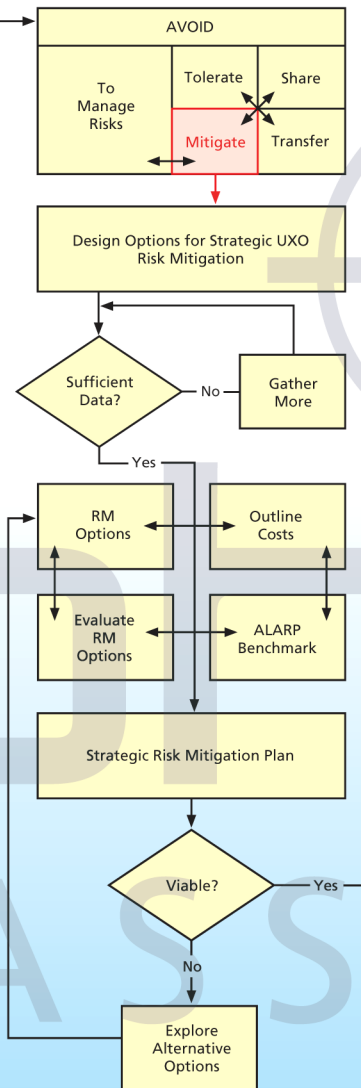 AVOID
To
Manage
Risks
Tolerate
Share
Mitigate
Transfer
Design Options for Strategic UXO
Risk Mitigation
Sufficient
Data?
No
Gather
More
Yes
RM
Options
Outline
Costs
Evaluate
RM
Options
ALARP
Benchmark
Strategic Risk Mitigation Plan
Viable?
Yes
No
Explore
Alternative
Options
A S S